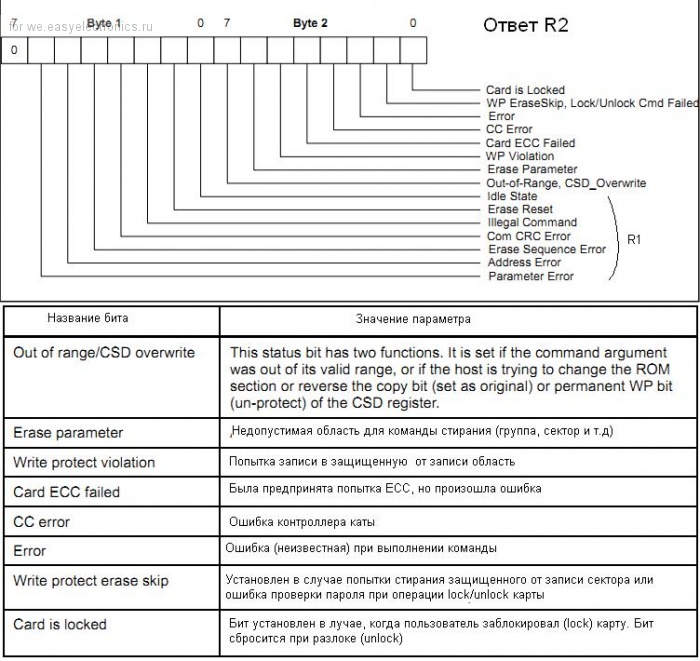 for we.easyelectronics.ru
7 Byte 1 0 7 Byte 2 0
Ответ R2
0
Card is Locked
WP EraseSkip, Lock/Unlock Cmd Failed
Error
CC Error
Card ECC Failed
WP Violation
Erase Parameter
Out-of-Range, CSD_Overwrite
Idle State
Erase Reset
Illegal Command
Com CRC Error
Erase Sequence Error
Address Error
Parameter Error
R1
Название бита Значение параметра
Out of range/CSD overwrite
This status bit has two functions. It is set if the command argument
was out of its valid range, or if the host is trying to change the ROM
section or reverse the copy bit (set as original) or permanent WP bit
(un-protect) of the CSD register.
Erase parameter
,Недопустимая область для команды стирания (группа, сектор и т.д)
Write protect violation
Попытка записи в защищенную от записи область
Card ECC failed
Была предпринята попытка ECC, но произошла ошибка
CC error
Ошибка контроллера каты
Error
Ошибка (неизвестная) при выполнении команды
Write protect erase skip
Установлен в случае попытки стирания защищенного от записи сектора или
ошибка проверки пароля при операции lock/unlock карты
Card is locked
Бит установлен в лучае, когда пользователь заблокировал (lock) карту. Бит
сбросится при разлоке (unlock)